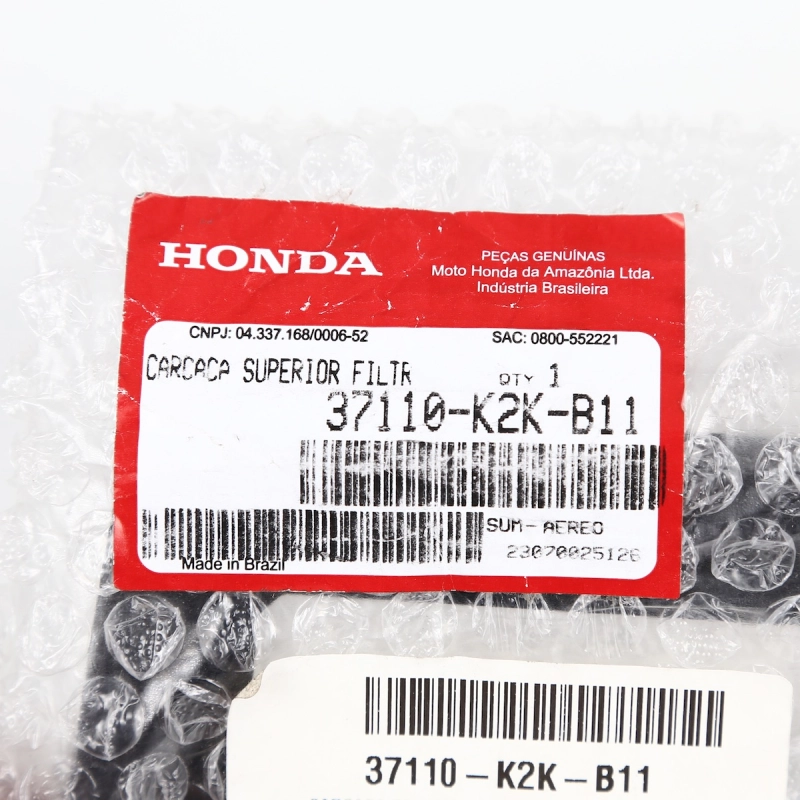 HONDA
PEÇAS GENUÍNAS
Moto Honda da Amazônia Ltda.
Indústria Brasileira
CNPJ: 04.337.168/0006-52
SAC: 0800-552221
CARCACA SUPERIOR FILTR QTY 1
37110-K2K-B11
SUM-AEREO
23070025126
Made in Brazil
37110-K2K-B11